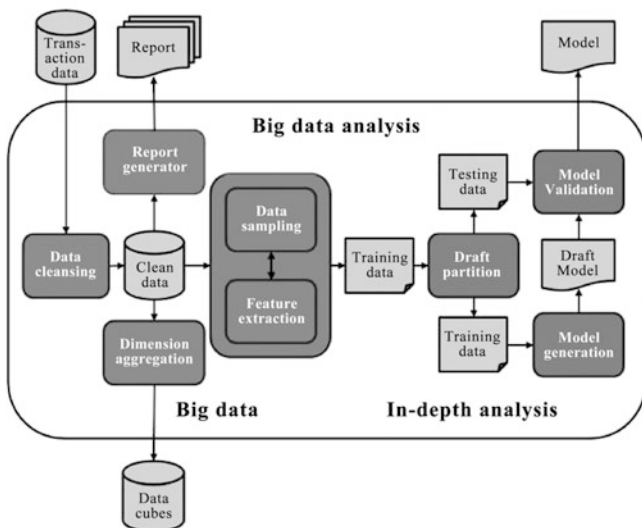 Trans-
action
data
Report
Model
Big data analysis
Report
generator
Data
sampling
Testing
data
Model
Validation
Data
cleansing
Clean
data
Feature
extraction
Training
data
Draft
partition
Draft
Model
Dimension
aggregation
Training
data
Model
generation
Big data
In-depth analysis
Data
cubes